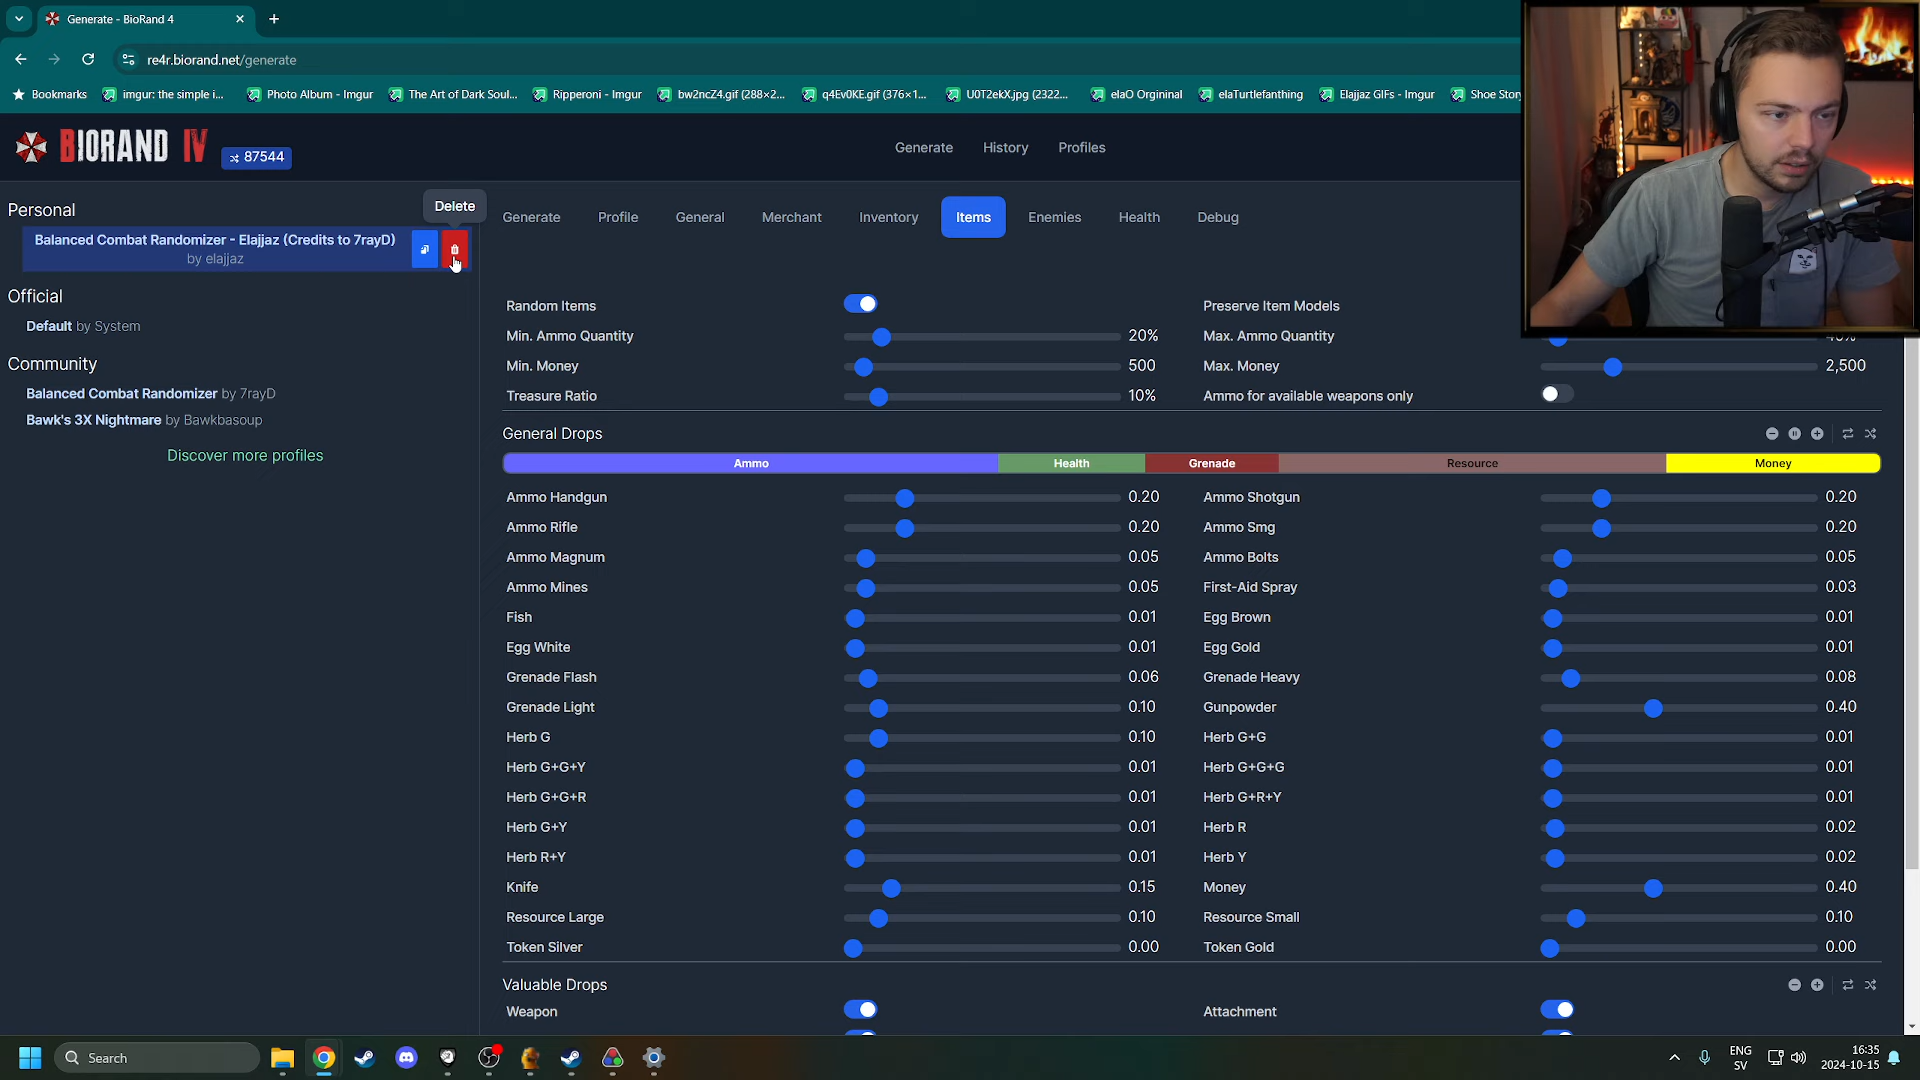 Generate - BioRand 4
re4r.biorand.net/generate
Bookmarks imgur: the simple i... Photo Album - Imgur The Art of Dark Soul... Ripperoni - Imgur bw2ncZ4.gif (288×2... q4Ev0KE.gif (376×1... U0T2ekX.jpg (2322... elaO Orgininal elaTurtlefanthing Elajjaz GIFs - Imgur Shoe Story
BIORAND IV 87544 Generate History Profiles
Personal
Delete
Balanced Combat Randomizer - Elajjaz (Credits to 7rayD)
by elajjaz
Official
Default by System
Community
Balanced Combat Randomizer by 7rayD
Bawk's 3X Nightmare by Bawkbasoup
Discover more profiles
Generate Profile General Merchant Inventory Items Enemies Health Debug
Random Items Preserve Item Models
Min. Ammo Quantity 20% Max. Ammo Quantity
Min. Money 500 Max. Money 2,500
Treasure Ratio 10% Ammo for available weapons only
General Drops
Ammo Health Grenade Resource Money
Ammo Handgun 0.20 Ammo Shotgun 0.20
Ammo Rifle 0.20 Ammo Smg 0.20
Ammo Magnum 0.05 Ammo Bolts 0.05
Ammo Mines 0.05 First-Aid Spray 0.03
Fish 0.01 Egg Brown 0.01
Egg White 0.01 Egg Gold 0.01
Grenade Flash 0.06 Grenade Heavy 0.08
Grenade Light 0.10 Gunpowder 0.40
Herb G 0.10 Herb G+G 0.01
Herb G+G+Y 0.01 Herb G+G+G 0.01
Herb G+G+R 0.01 Herb G+R+Y 0.01
Herb G+Y 0.01 Herb R 0.02
Herb R+Y 0.01 Herb Y 0.02
Knife 0.15 Money 0.40
Resource Large 0.10 Resource Small 0.10
Token Silver 0.00 Token Gold 0.00
Valuable Drops
Weapon Attachment
Search
ENG
SV
16:35
2024-10-15